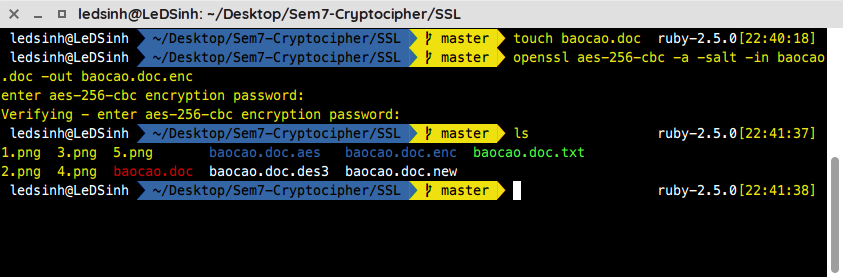 ledsinh@LeDSinh: ~/Desktop/Sem7-Cryptocipher/SSL
ledsinh@LeDSinh ~/Desktop/Sem7-Cryptocipher/SSL master touch baocao.doc ruby-2.5.0[22:40:18]
ledsinh@LeDSinh ~/Desktop/Sem7-Cryptocipher/SSL master openssl aes-256-cbc -a -salt -in baocao
.doc -out baocao.doc.enc
enter aes-256-cbc encryption password:
Verifying - enter aes-256-cbc encryption password:
ledsinh@LeDSinh ~/Desktop/Sem7-Cryptocipher/SSL master ls ruby-2.5.0[22:41:37]
1.png 3.png 5.png baocao.doc.aes baocao.doc.enc baocao.doc.txt
2.png 4.png baocao.doc baocao.doc.des3 baocao.doc.new
ledsinh@LeDSinh ~/Desktop/Sem7-Cryptocipher/SSL master ruby-2.5.0[22:41:38]